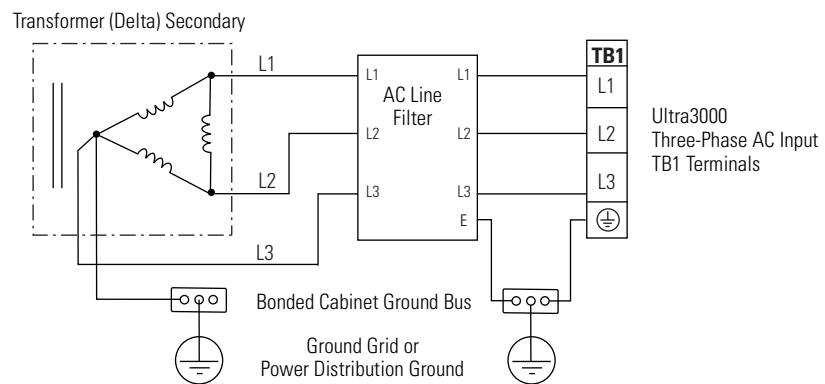 Transformer (Delta) Secondary
L1
L2
L3
L1
L2
L3
AC Line
Filter
L1
L2
L3
E
TB1
L1
L2
L3
Ultra3000
Three-Phase AC Input
TB1 Terminals
Bonded Cabinet Ground Bus
Ground Grid or
Power Distribution Ground